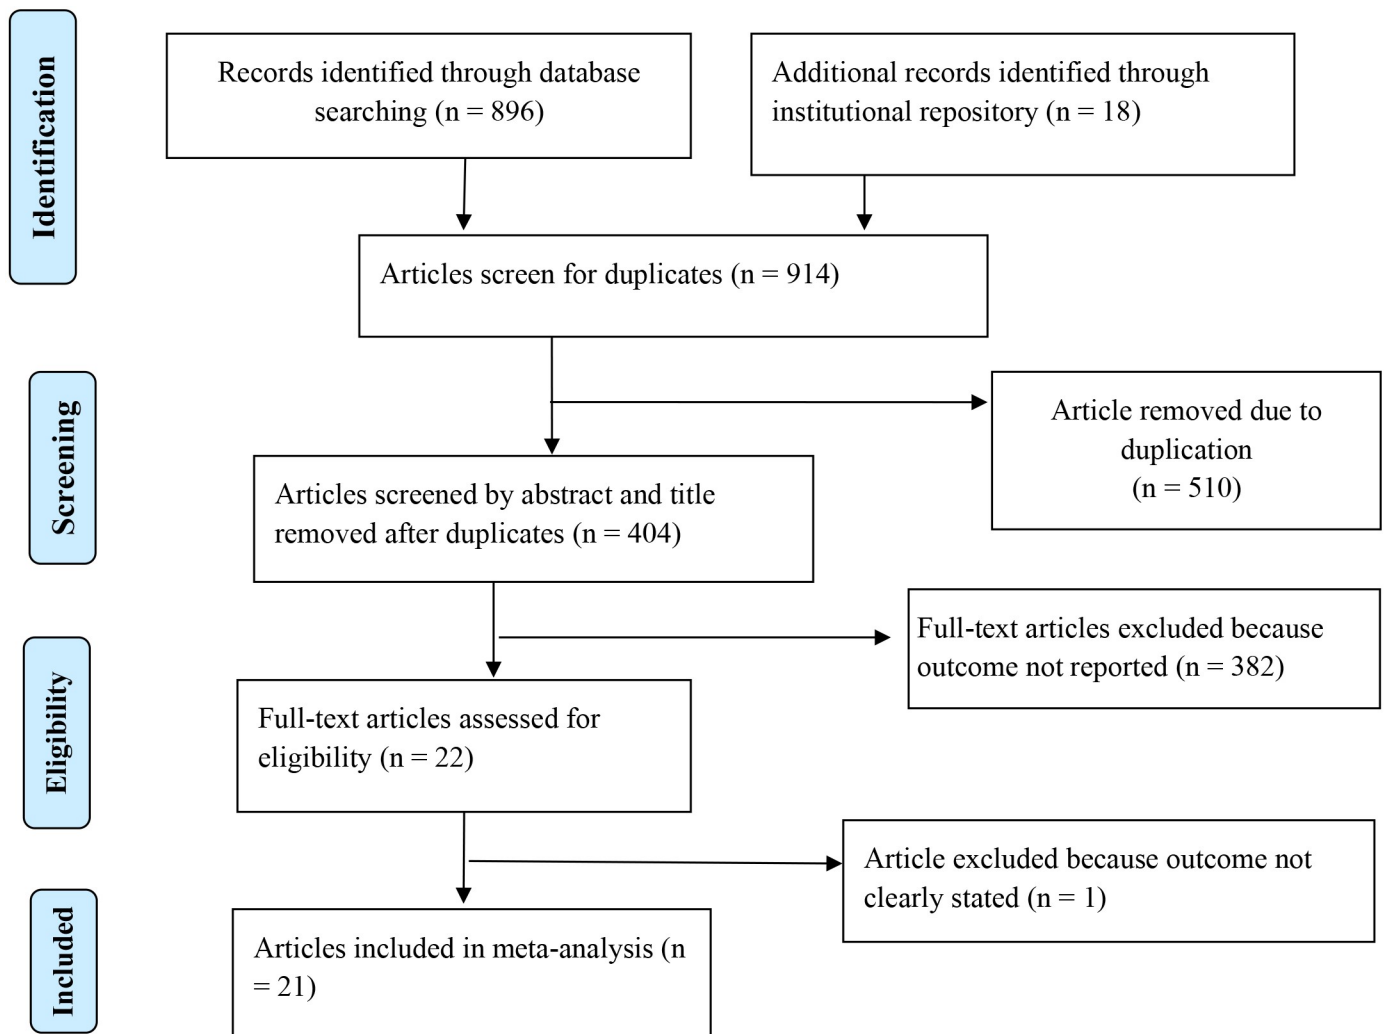 Identification
Records identified through database
searching (n = 896)
Additional records identified through
institutional repository (n = 18)
Articles screen for duplicates (n = 914)
Screening
Article removed due to
duplication
(n = 510)
Articles screened by abstract and title
removed after duplicates (n = 404)
Full-text articles excluded because
outcome not reported (n = 382)
Eligibility
Full-text articles assessed for
eligibility (n = 22)
Article excluded because outcome not
clearly stated (n = 1)
Included
Articles included in meta-analysis (n
= 21)